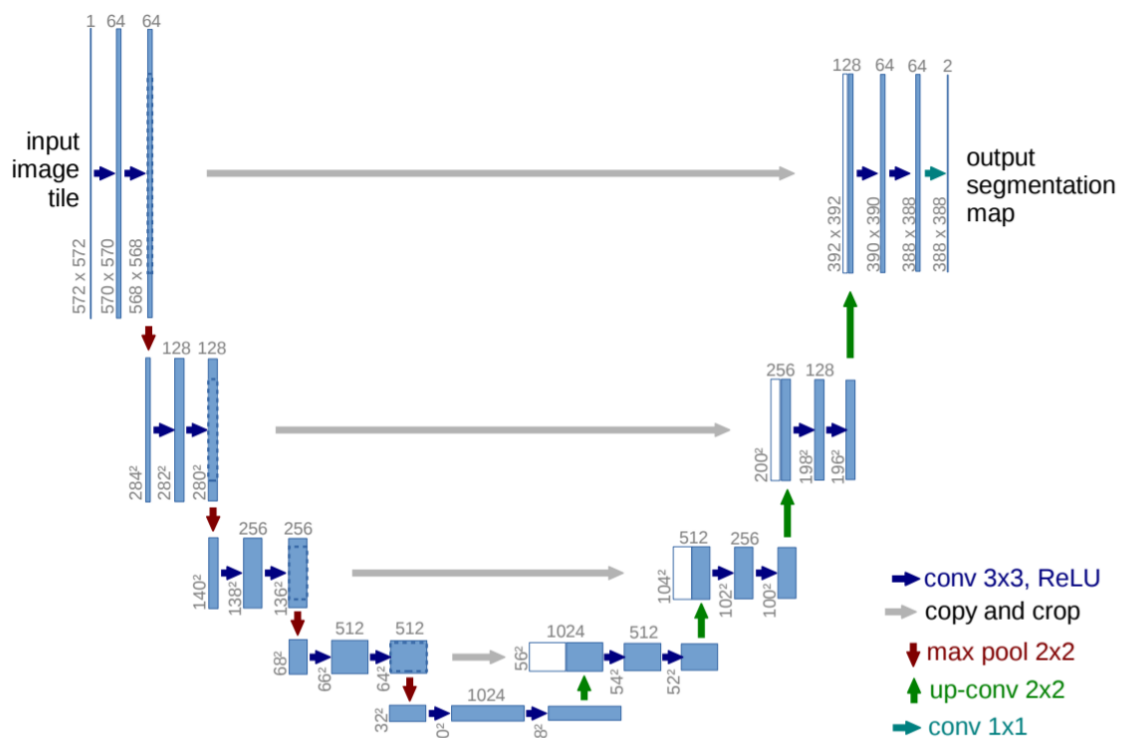 1 64 64
input
image
tile
572 x 572
570 x 570
568 x 568
128 64 64 2
output
segmentation
map
392 x 392
390 x 390
388 x 388
388 x 388
128 128
284²
282²
280²
256 128
200²
198²
196²
256 256
140²
138²
136²
512 256
104²
102²
100²
512 512
68²
66²
64²
1024 512
56²
54²
52²
1024
32²
0²
8²
conv 3x3, ReLU
copy and crop
max pool 2x2
up-conv 2x2
conv 1x1